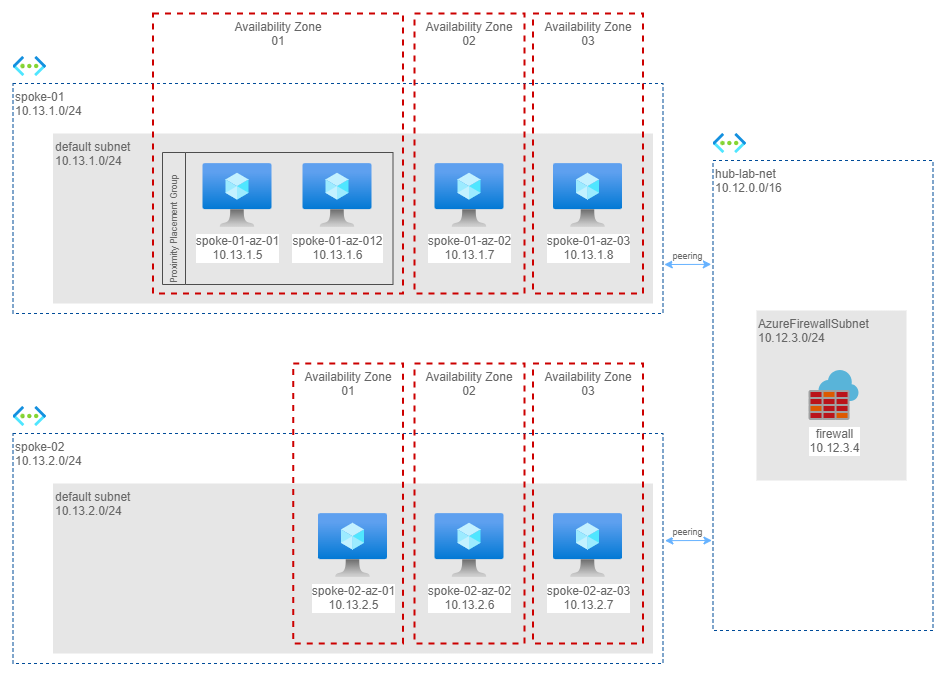 Availability Zone
01
Availability Zone
02
Availability Zone
03
spoke-01
10.13.1.0/24
default subnet
10.13.1.0/24
Proximity Placement Group
spoke-01-az-01
10.13.1.5
spoke-01-az-012
10.13.1.6
spoke-01-az-02
10.13.1.7
spoke-01-az-03
10.13.1.8
peering
hub-lab-net
10.12.0.0/16
AzureFirewallSubnet
10.12.3.0/24
firewall
10.12.3.4
Availability Zone
01
Availability Zone
02
Availability Zone
03
spoke-02
10.13.2.0/24
default subnet
10.13.2.0/24
spoke-02-az-01
10.13.2.5
spoke-02-az-02
10.13.2.6
spoke-02-az-03
10.13.2.7
peering